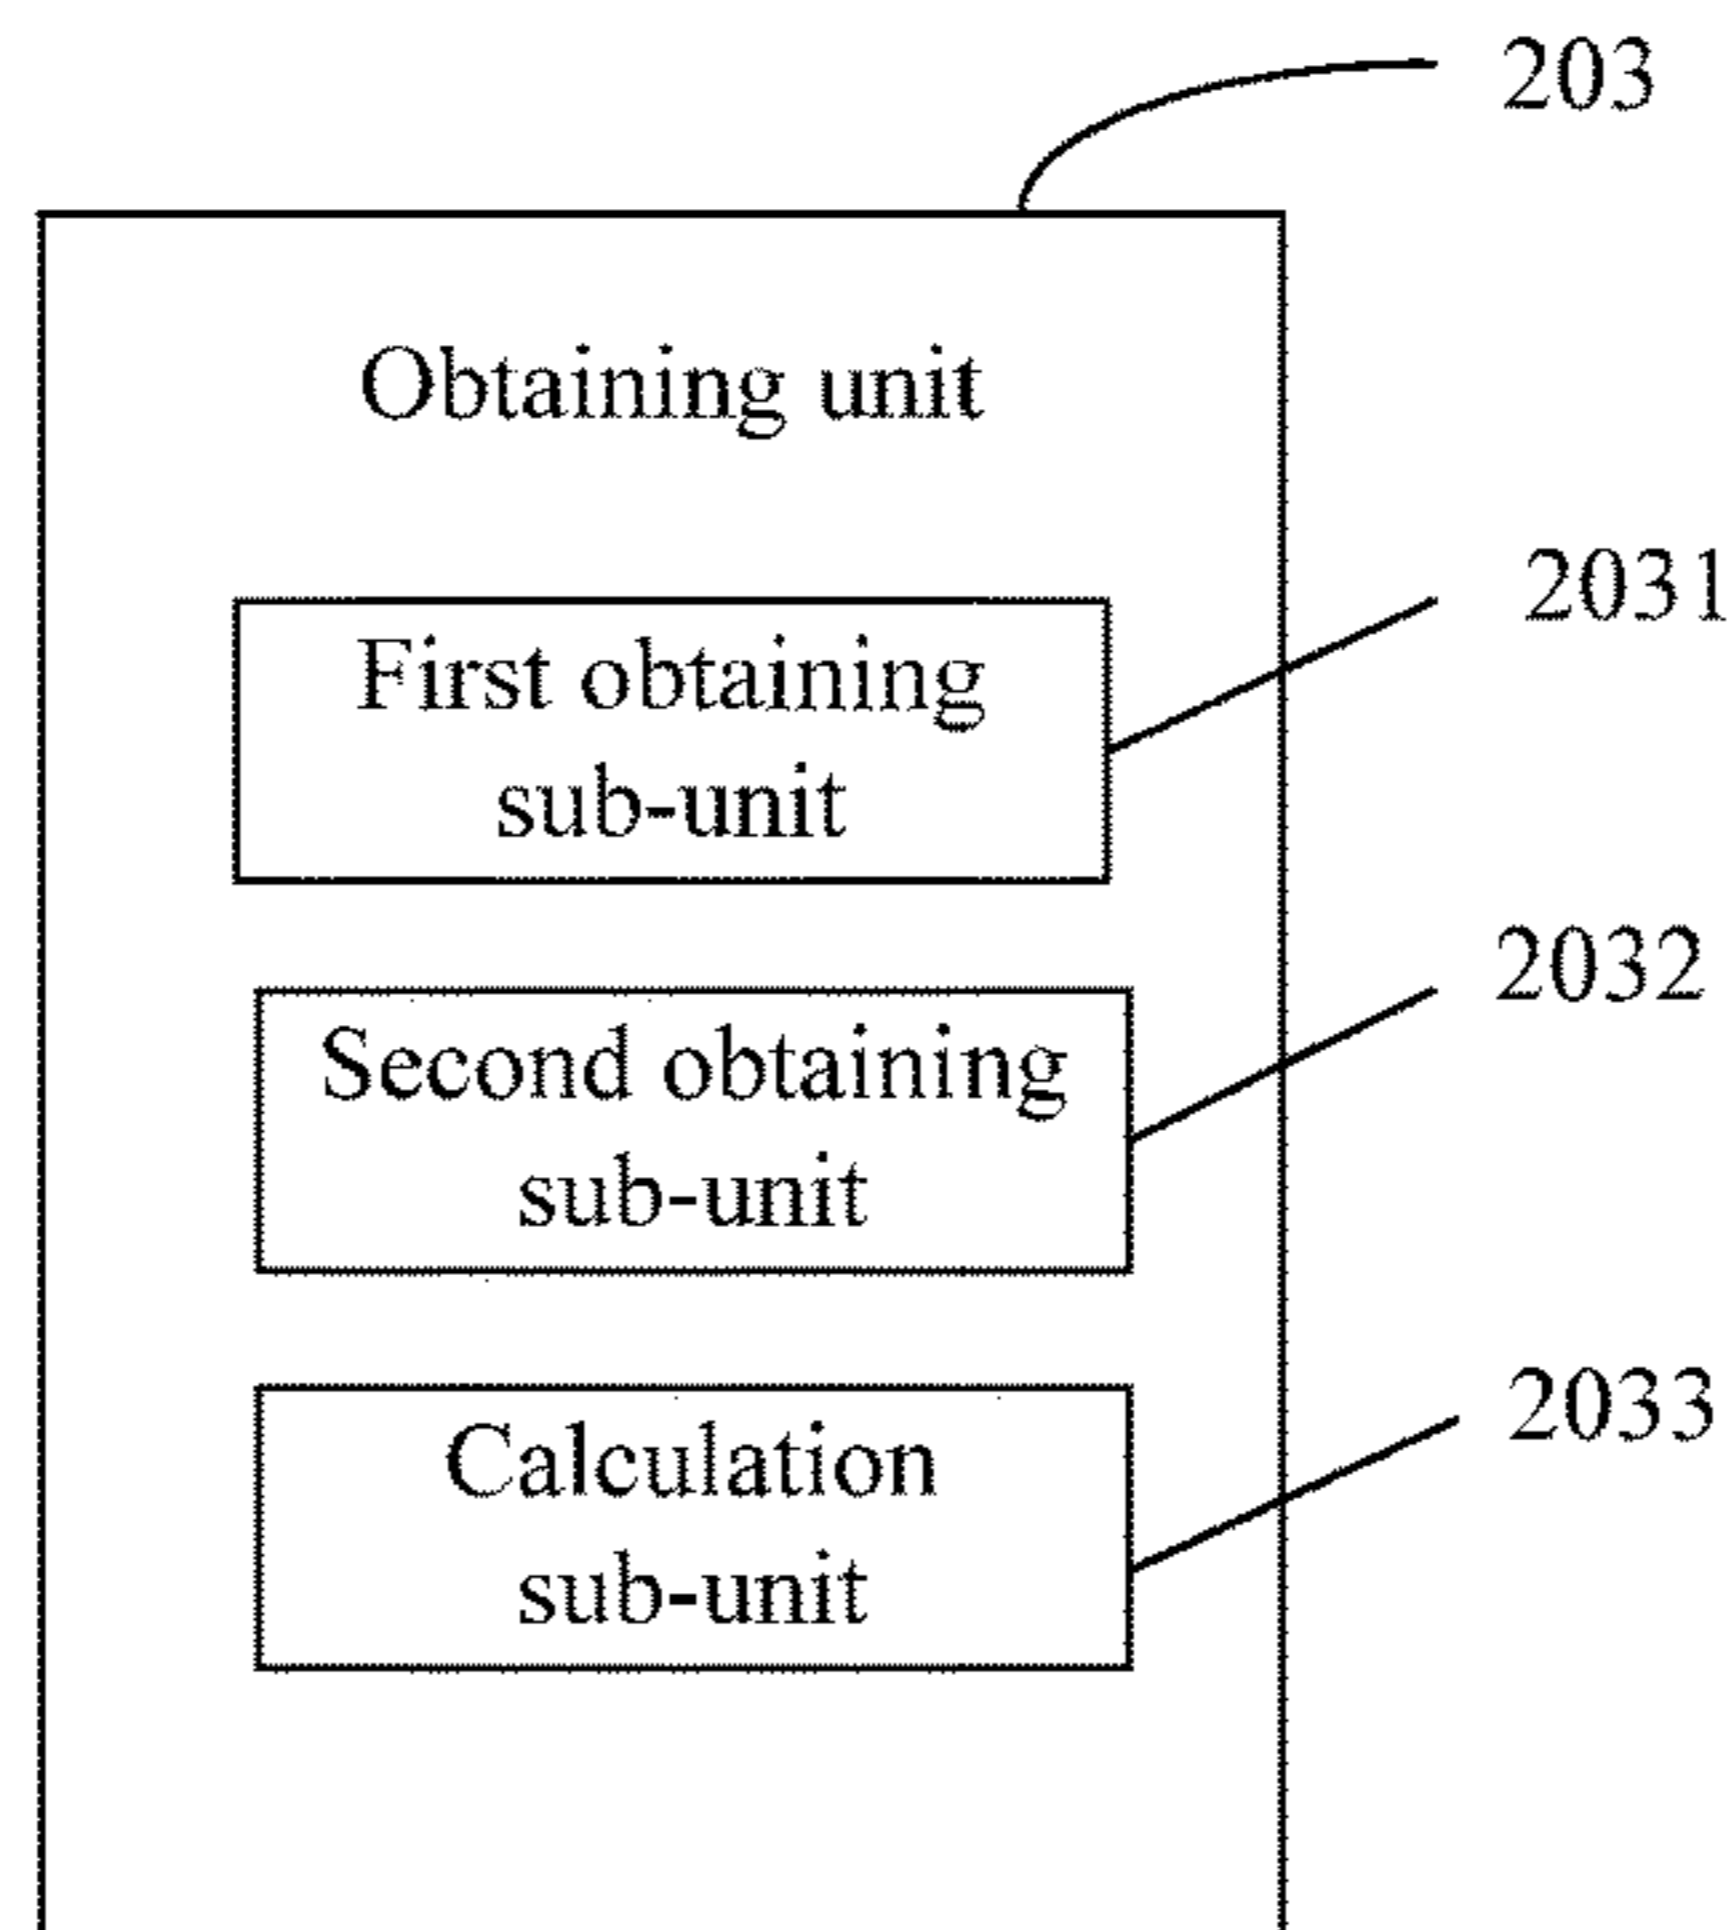 203
Obtaining unit
2031
First obtaining
sub-unit
2032
Second obtaining
sub-unit
2033
Calculation
sub-unit